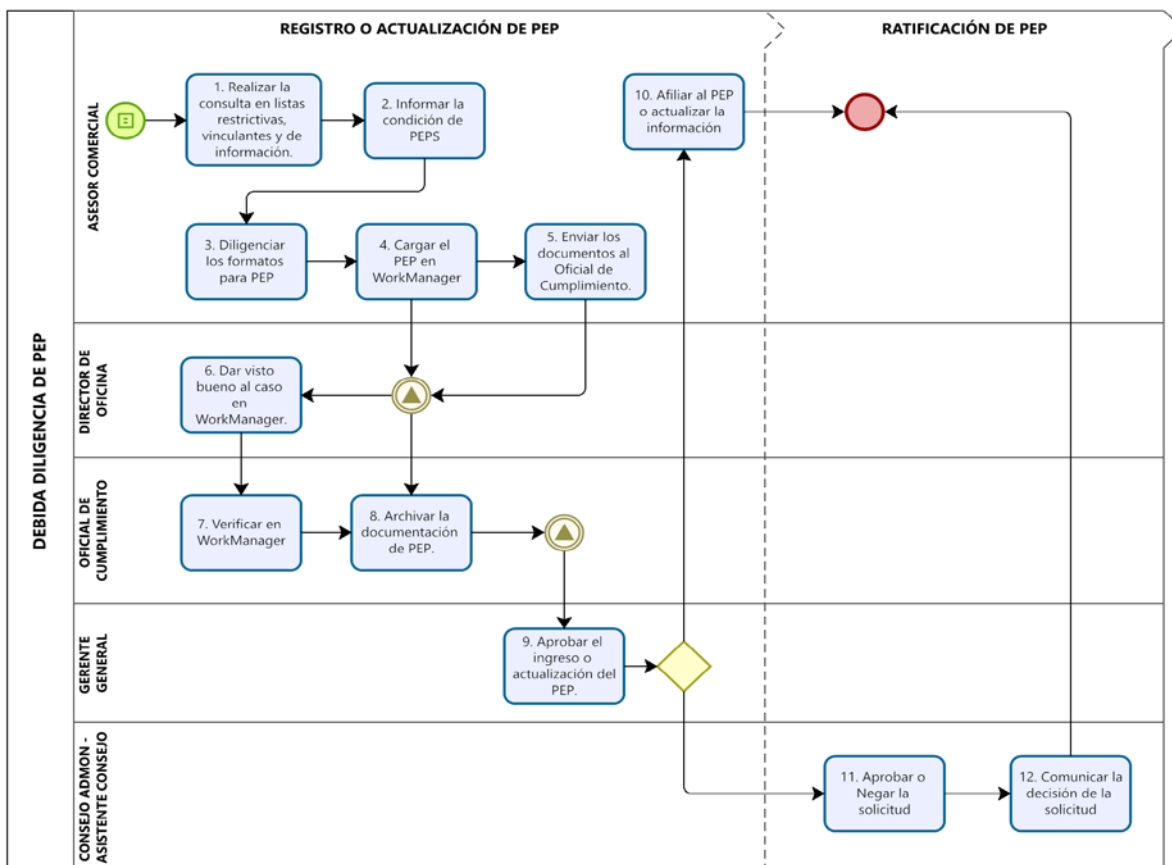 REGISTRO O ACTUALIZACIÓN DE PEP
RATIFICACIÓN DE PEP
DEBIDA DILIGENCIA DE PEP
ASESOR COMERCIAL
1. Realizar la
consulta en listas
restrictivas,
vinculantes y de
información.
2. Informar la
condición de
PEPS
10. Afiliar al PEP
o actualizar la
información
3. Diligenciar
los formatos
para PEP
4. Cargar el
PEP en
WorkManager
5. Enviar los
documentos al
Oficial de
Cumplimiento.
DIRECTOR DE
OFICINA
6. Dar visto
bueno al caso
en
WorkManager.
OFICIAL DE
CUMPLIMIENTO
7. Verificar en
WorkManager
8. Archivar la
documentación
de PEP.
GERENTE
GENERAL
9. Aprobar el
ingreso o
actualización del
PEP.
CONSEJO ADMON -
ASISTENTE CONSEJO
11. Aprobar o
Negar la
solicitud
12. Comunicar la
decisión de la
solicitud